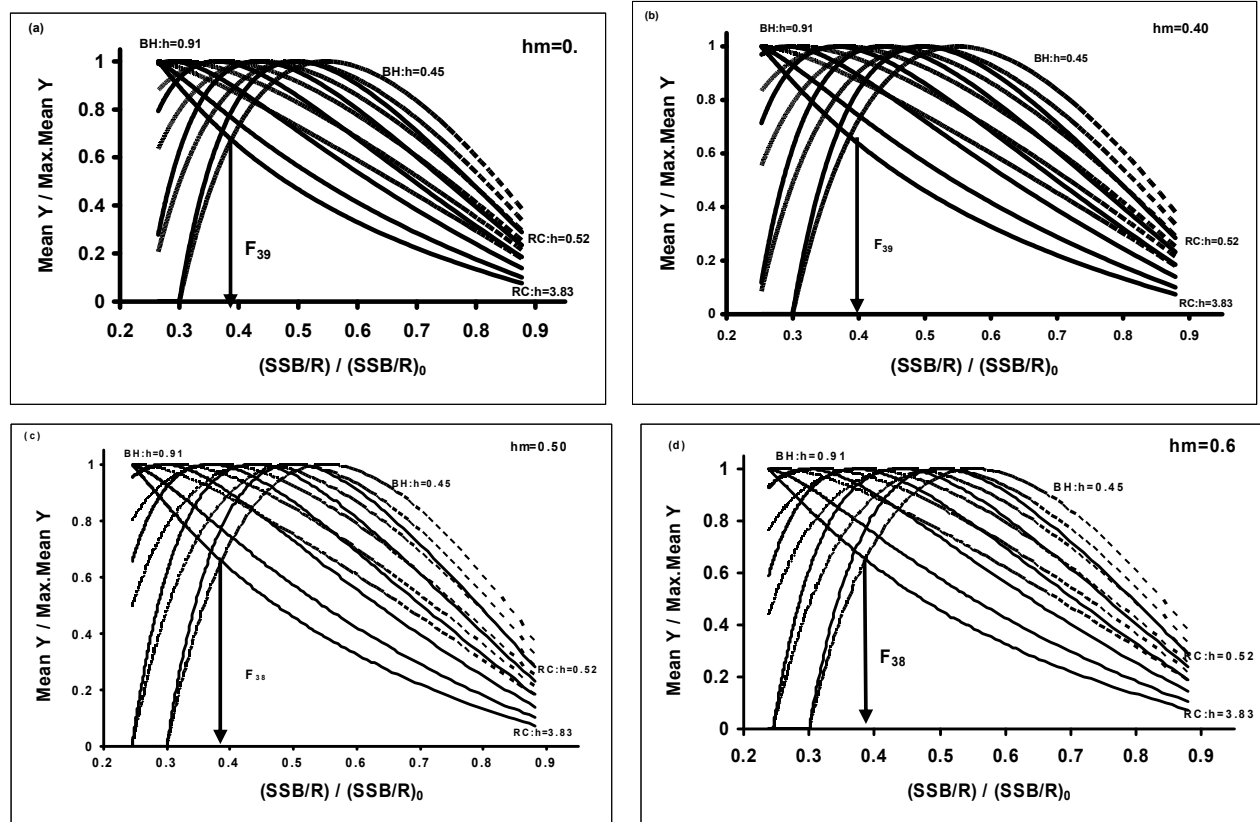 (a)
hm=0.
BH:h=0.91
BH:h=0.45
Mean Y / Max.Mean Y
1
0.8
0.6
0.4
0.2
0
F39
RC:h=0.52
RC:h=3.83
0.2 0.3 0.4 0.5 0.6 0.7 0.8 0.9
(SSB/R) / (SSB/R)0
(b)
hm=0.40
BH:h=0.91
BH:h=0.45
Mean Y / Max.Mean Y
1
0.8
0.6
0.4
0.2
0
F39
RC:h=0.52
RC:h=3.83
0.2 0.3 0.4 0.5 0.6 0.7 0.8 0.9
(SSB/R) / (SSB/R)0
(c)
hm=0.50
BH:h=0.91
BH:h=0.45
Mean Y / Max.Mean Y
1
0.8
0.6
0.4
0.2
0
F38
RC:h=0.52
RC:h=3.83
0.2 0.3 0.4 0.5 0.6 0.7 0.8 0.9
(SSB/R) / (SSB/R)0
(d)
hm=0.6
BH:h=0.91
BH:h=0.45
Mean Y / Max.Mean Y
1
0.8
0.6
0.4
0.2
0
F38
RC:h=0.52
RC:h=3.83
0.2 0.3 0.4 0.5 0.6 0.7 0.8 0.9
(SSB/R) / (SSB/R)0